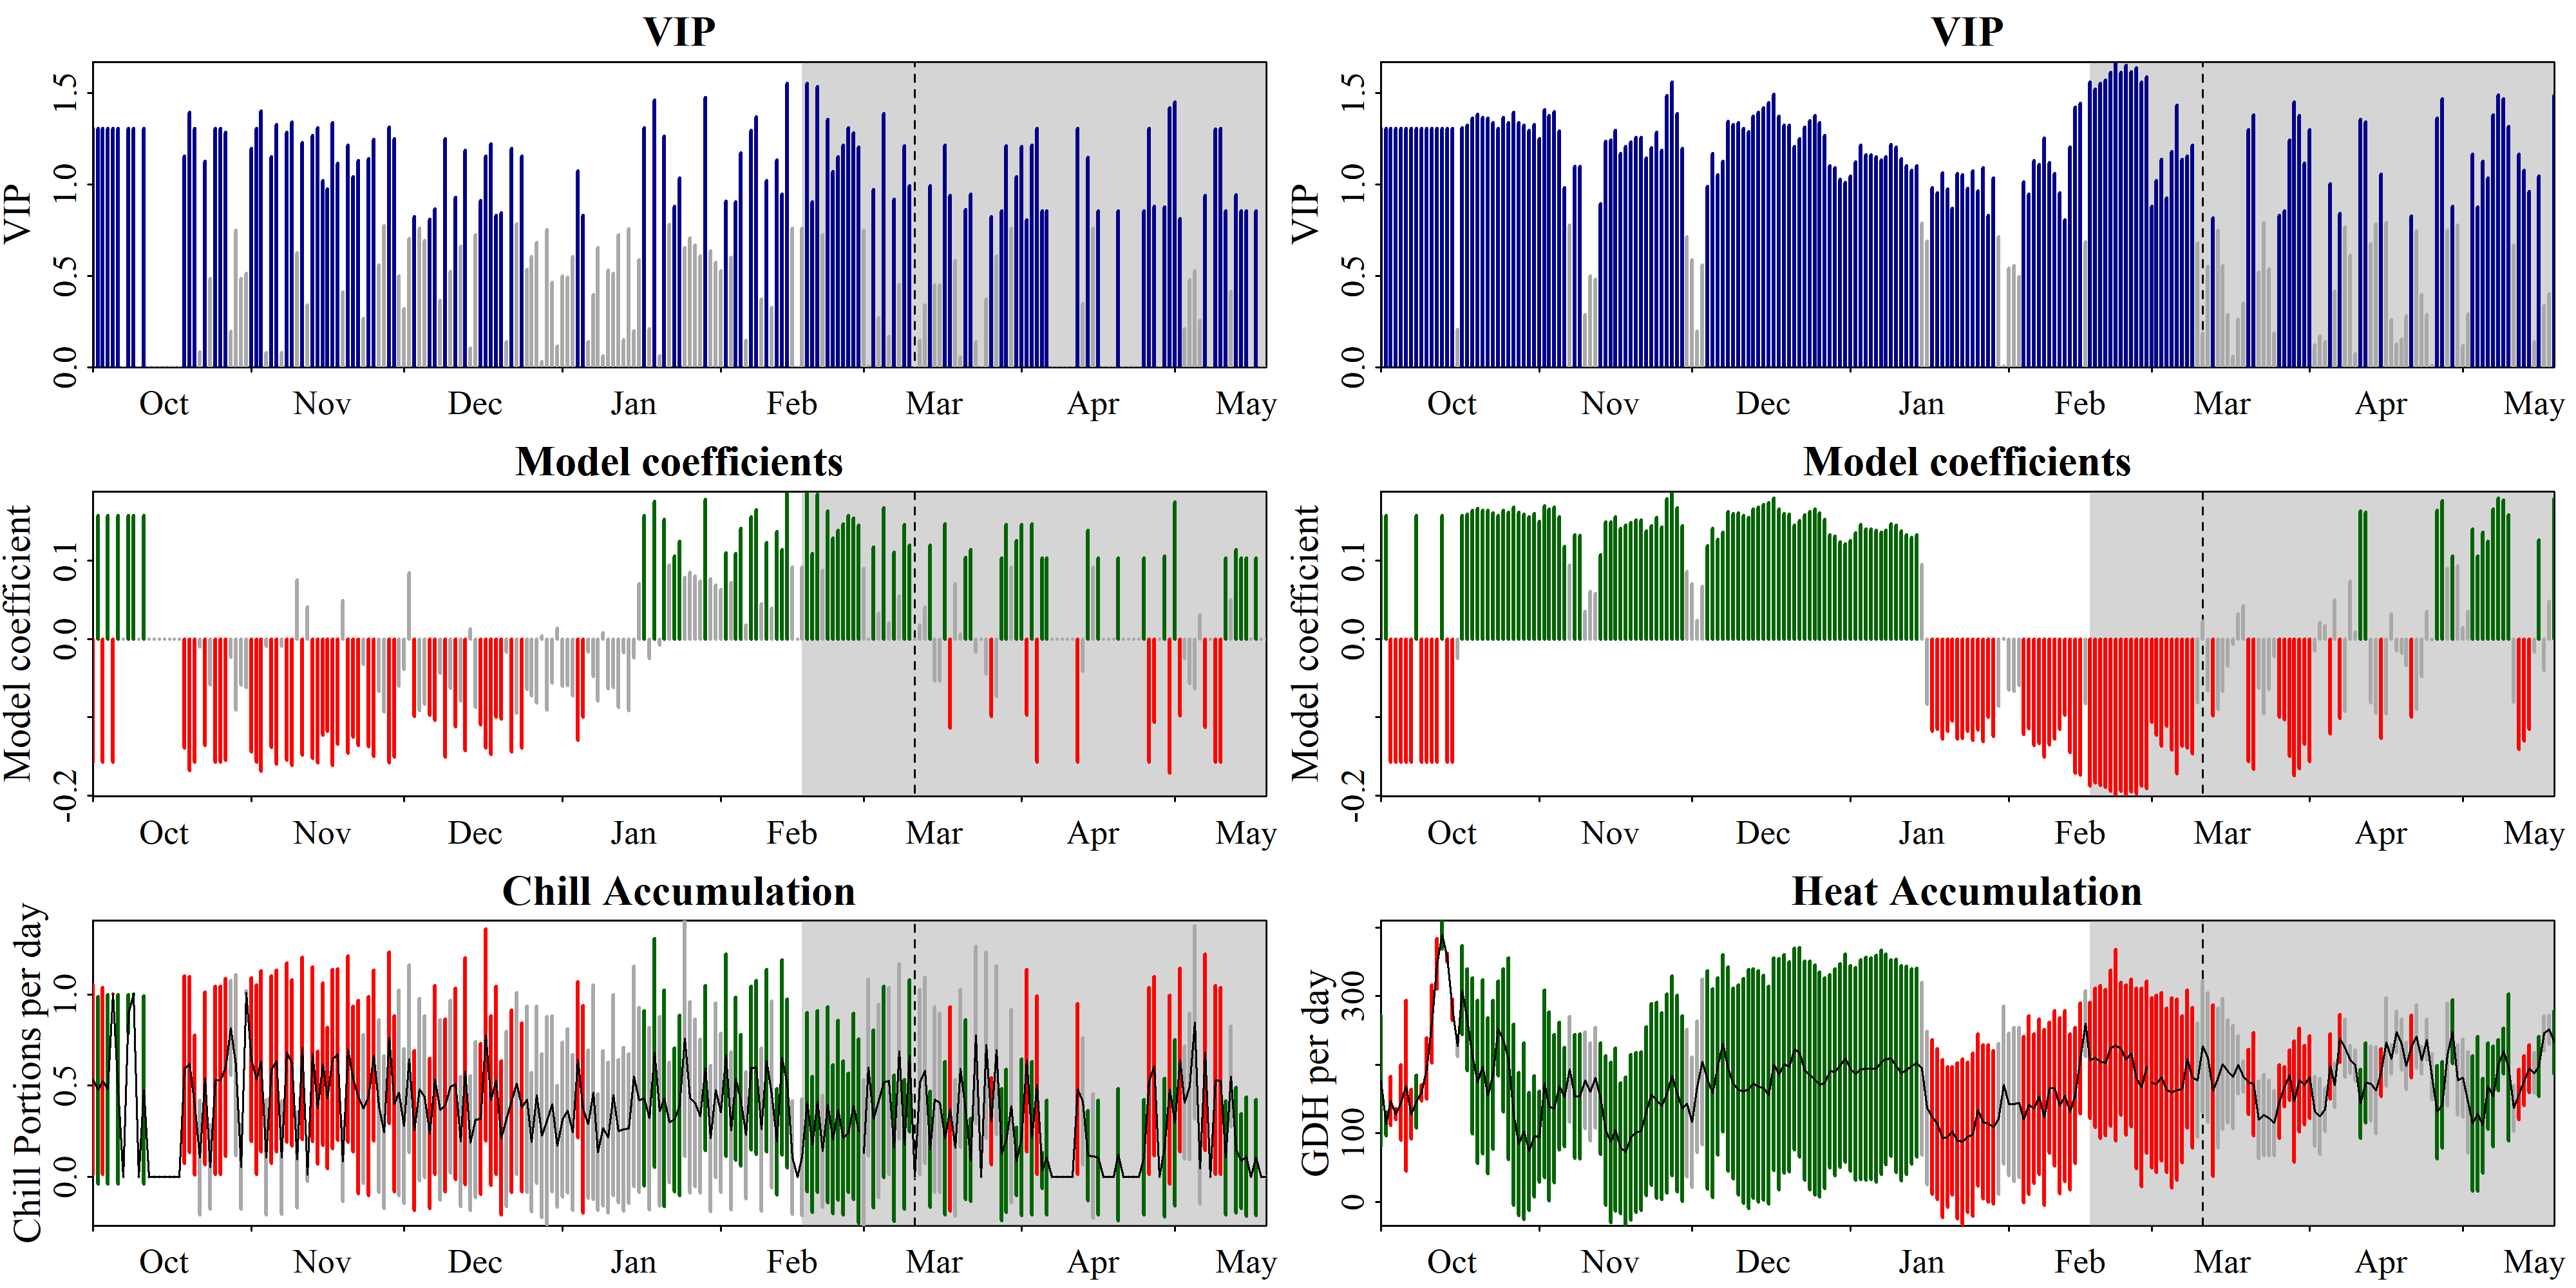 VIP
VIP
1.5
1.0
0.5
0.0
Oct Nov Dec Jan Feb Mar Apr May
VIP
VIP
1.5
1.0
0.5
0.0
Oct Nov Dec Jan Feb Mar Apr May
Model coefficients
Model coefficient
0.1
0.0
-0.2
Oct Nov Dec Jan Feb Mar Apr May
Model coefficients
Model coefficient
0.1
0.0
-0.2
Oct Nov Dec Jan Feb Mar Apr May
Chill Accumulation
Chill Portions per day
1.0
0.5
0.0
Oct Nov Dec Jan Feb Mar Apr May
Heat Accumulation
GDH per day
300
100
0
Oct Nov Dec Jan Feb Mar Apr May